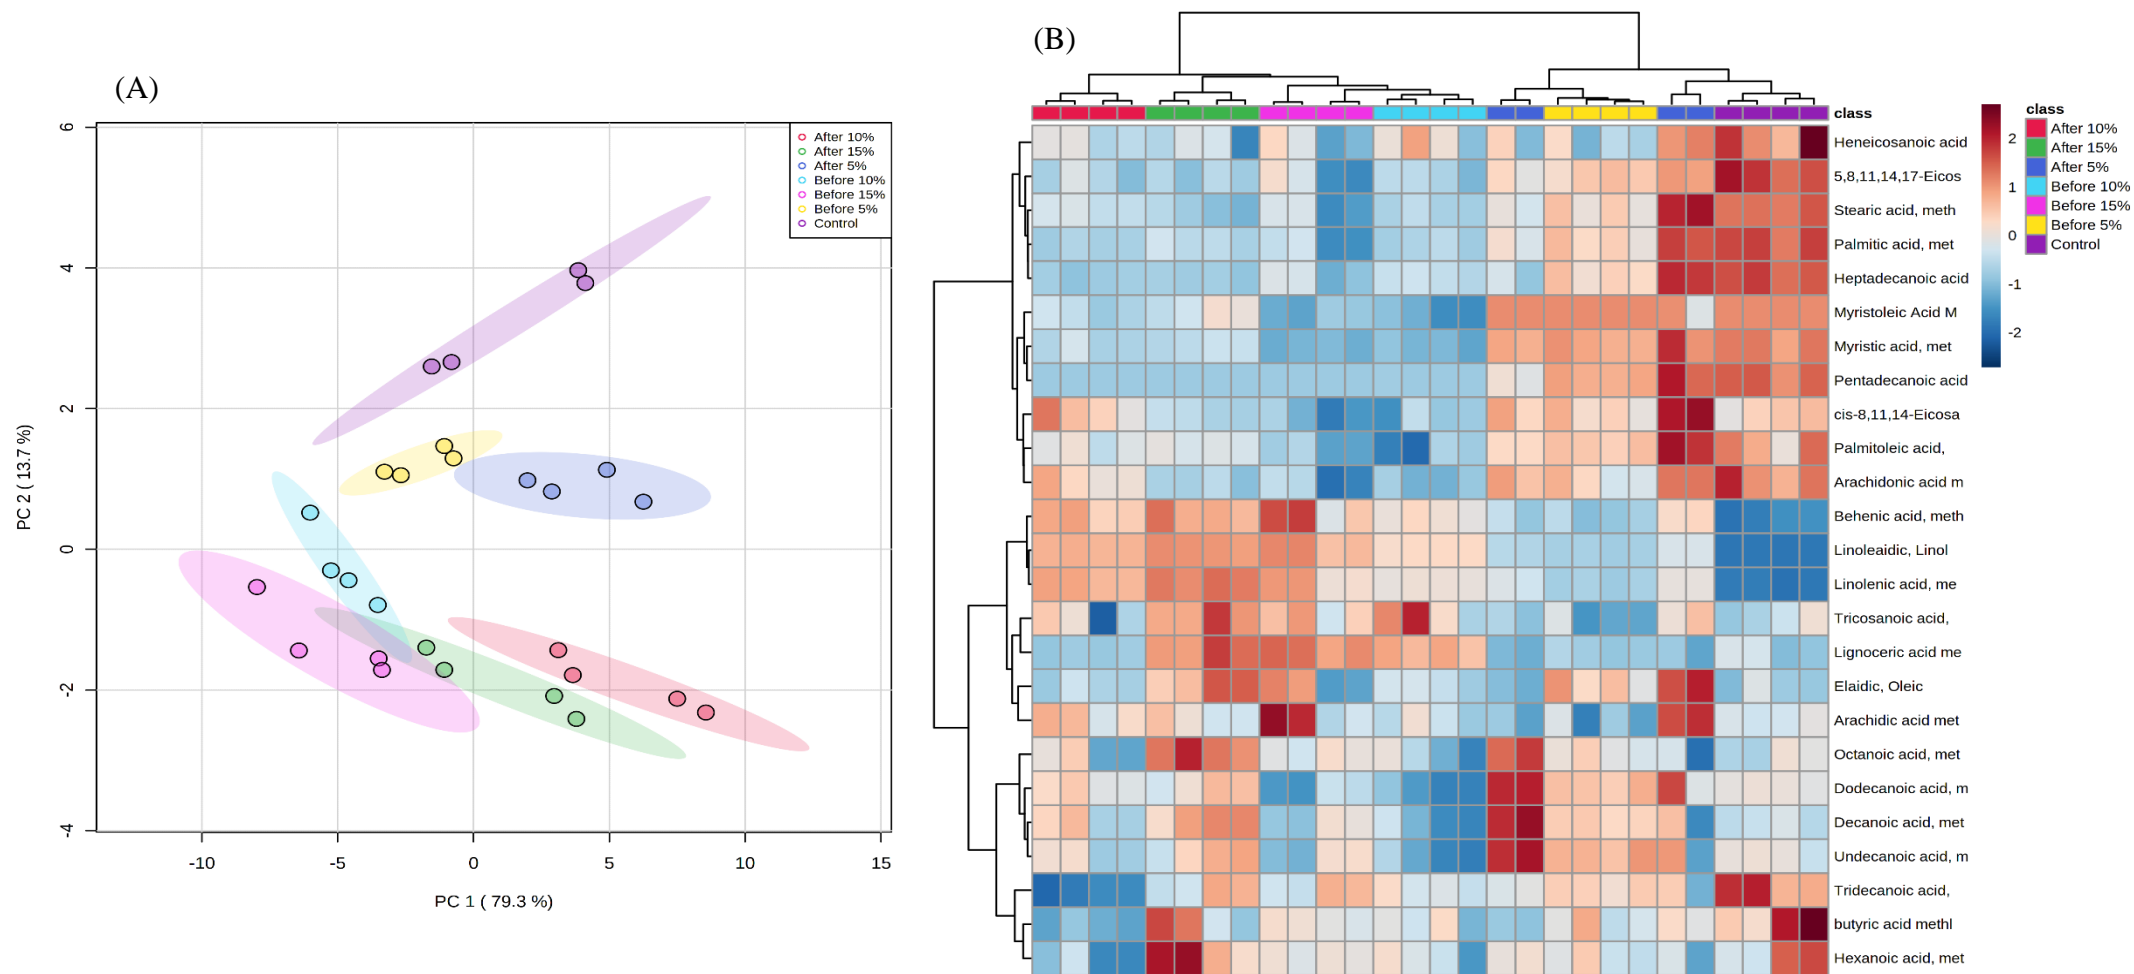 (A)
6
4
2
0
-2
-4
-10
-5
0
5
10
15
PC 2 ( 13.7 %)
PC 1 ( 79.3 %)
After 10%
After 15%
After 5%
Before 10%
Before 15%
Before 5%
Control
(B)
class
Heneicosanoic acid
5,8,11,14,17-Eicos
Stearic acid, meth
Palmitic acid, met
Heptadecanoic acid
Myristoleic Acid M
Myristic acid, met
Pentadecanoic acid
cis-8,11,14-Eicosa
Palmitoleic acid,
Arachidonic acid m
Behenic acid, meth
Linoleaidic, Linol
Linolenic acid, me
Tricosanoic acid,
Lignoceric acid me
Elaidic, Oleic
Arachidic acid met
Octanoic acid, met
Dodecanoic acid, m
Decanoic acid, met
Undecanoic acid, m
Tridecanoic acid,
butyric acid methl
Hexanoic acid, met
2
1
0
-1
-2
class
After 10%
After 15%
After 5%
Before 10%
Before 15%
Before 5%
Control